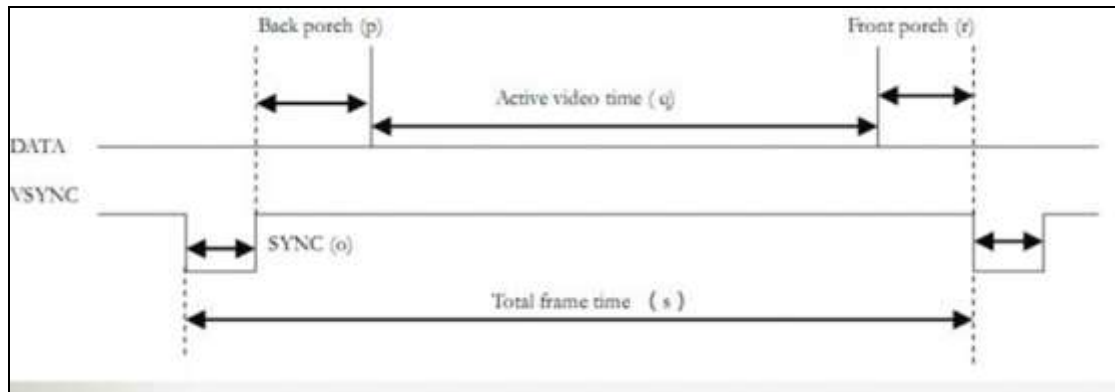 Back porch (p)
Front porch (r)
Active video time ( q)
DATA
VSYNC
SYNC (o)
Total frame time ( s )